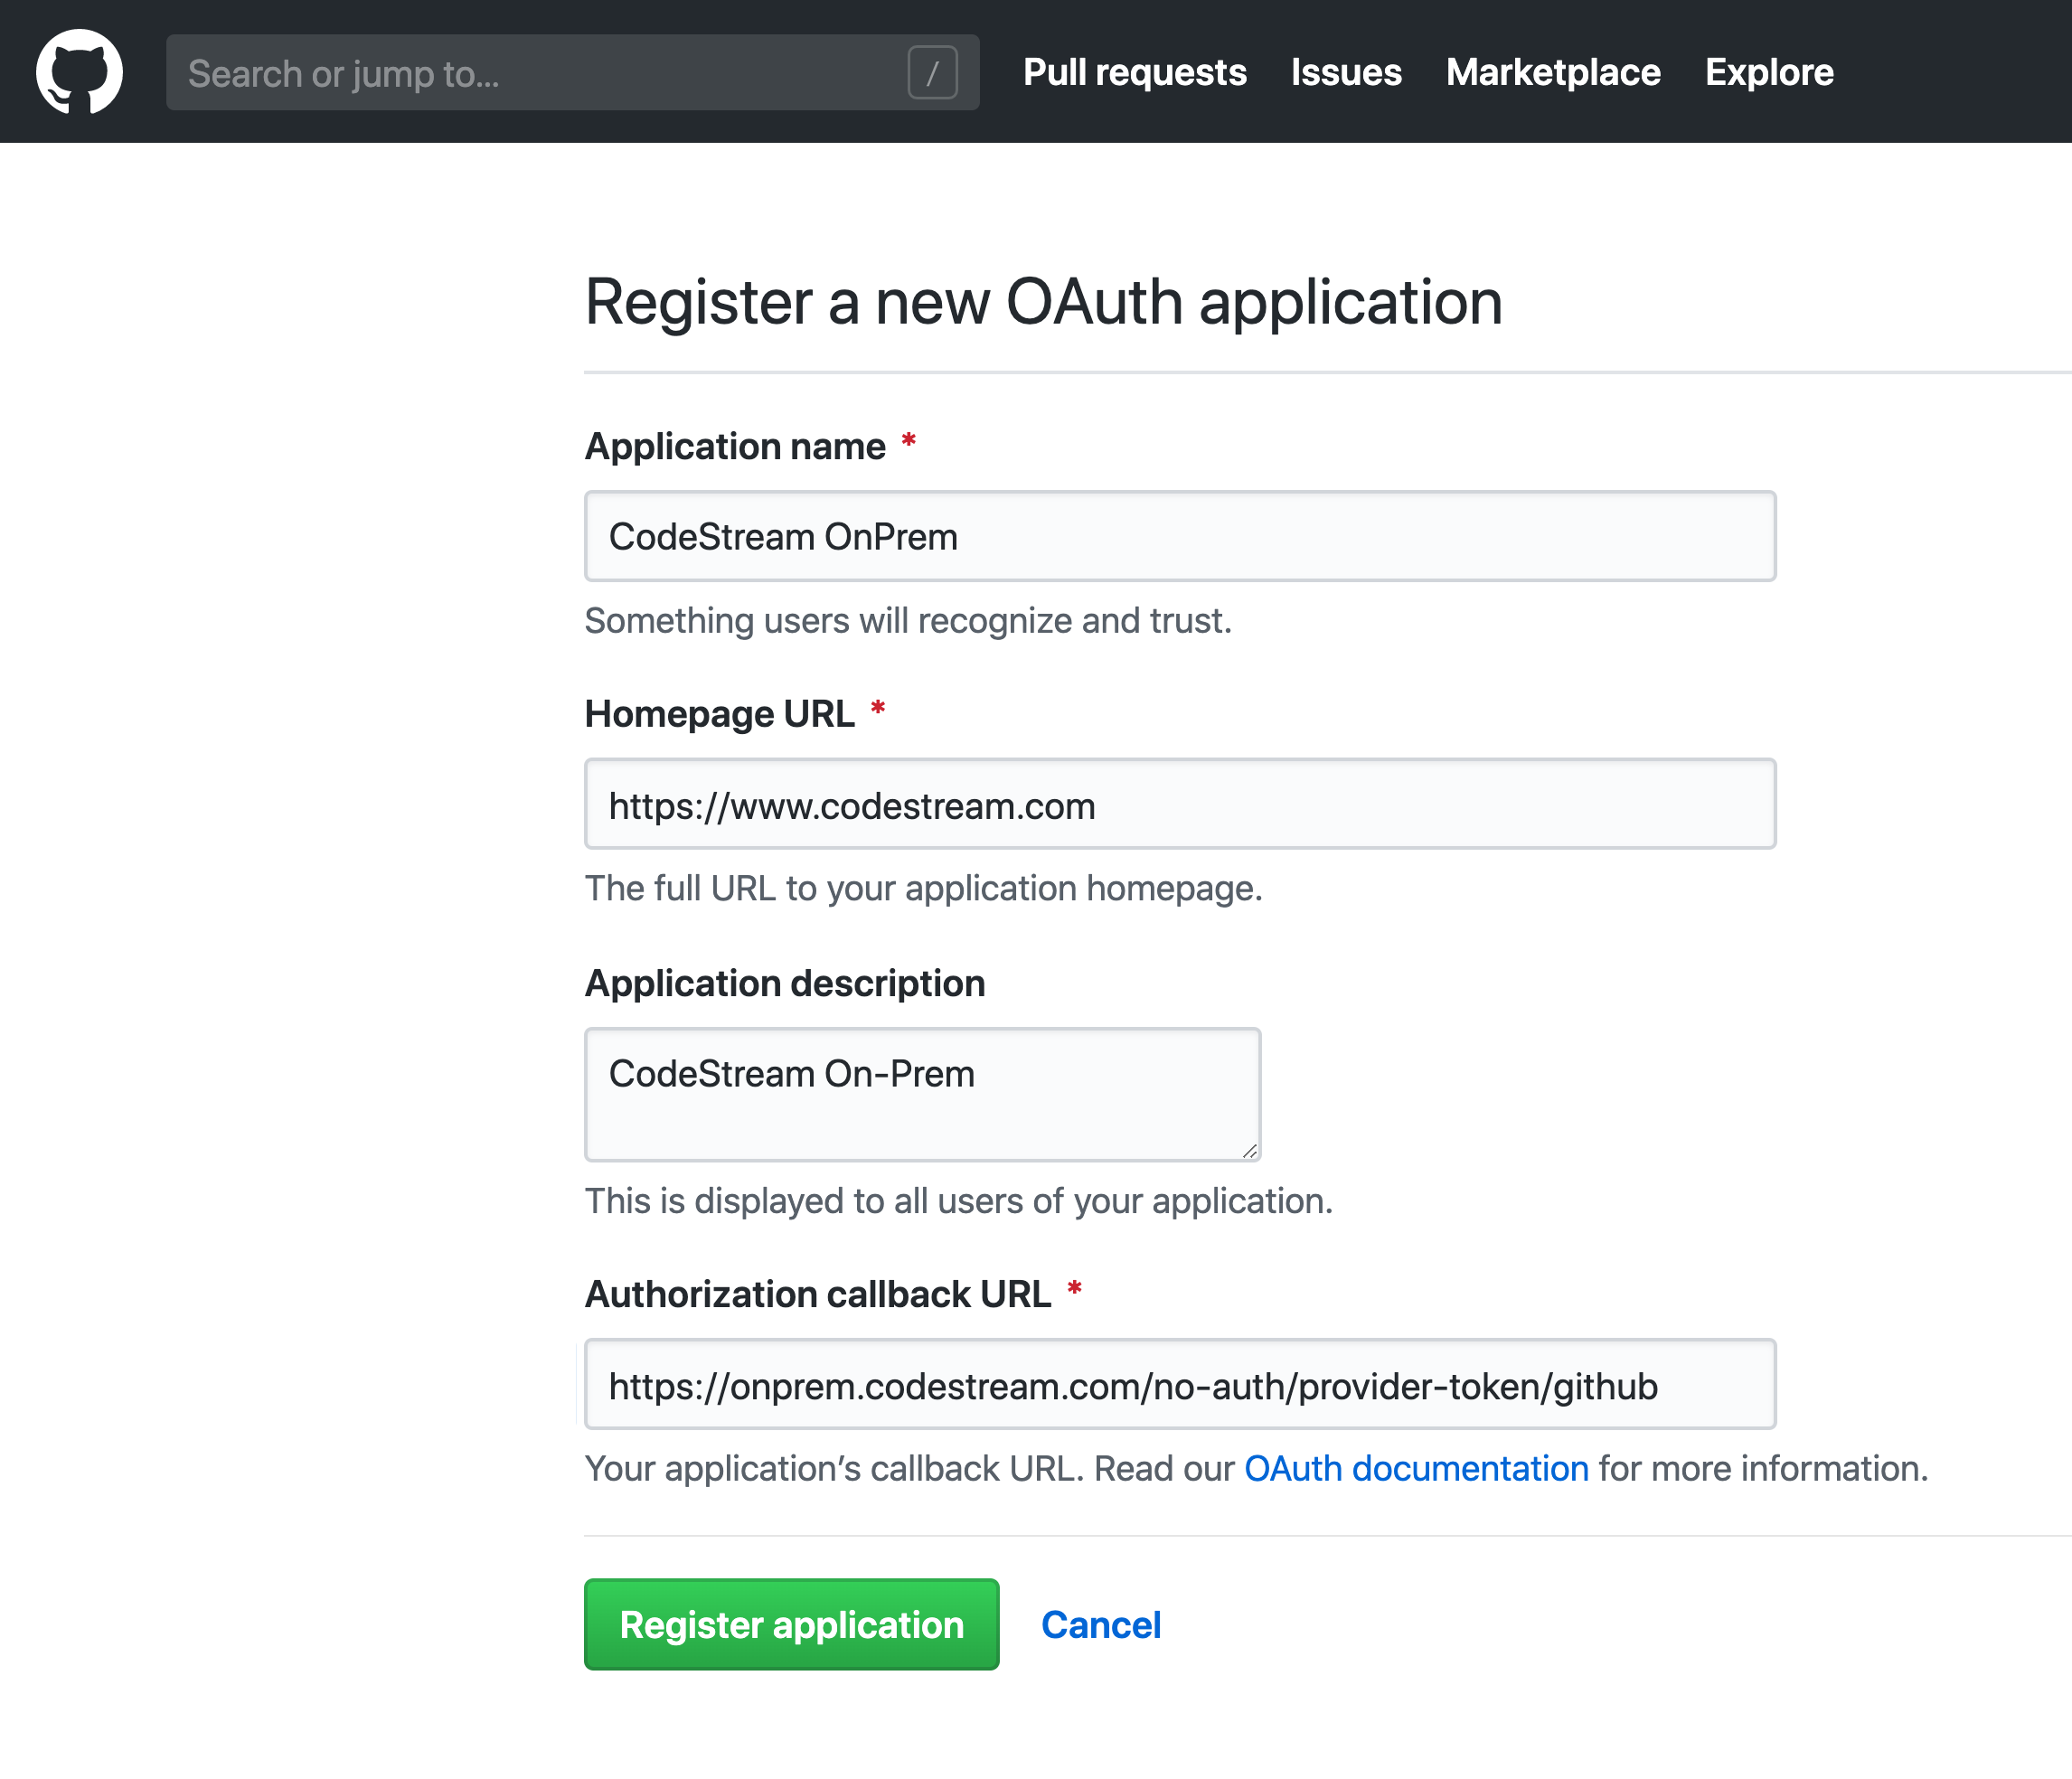 Search or jump to...
/
Pull requests
Issues
Marketplace
Explore
Register a new OAuth application
Application name *
CodeStream OnPrem
Something users will recognize and trust.
Homepage URL *
https://www.codestream.com
The full URL to your application homepage.
Application description
CodeStream On-Prem
This is displayed to all users of your application.
Authorization callback URL *
https://onprem.codestream.com/no-auth/provider-token/github
Your application’s callback URL. Read our OAuth documentation for more information.
Register application
Cancel